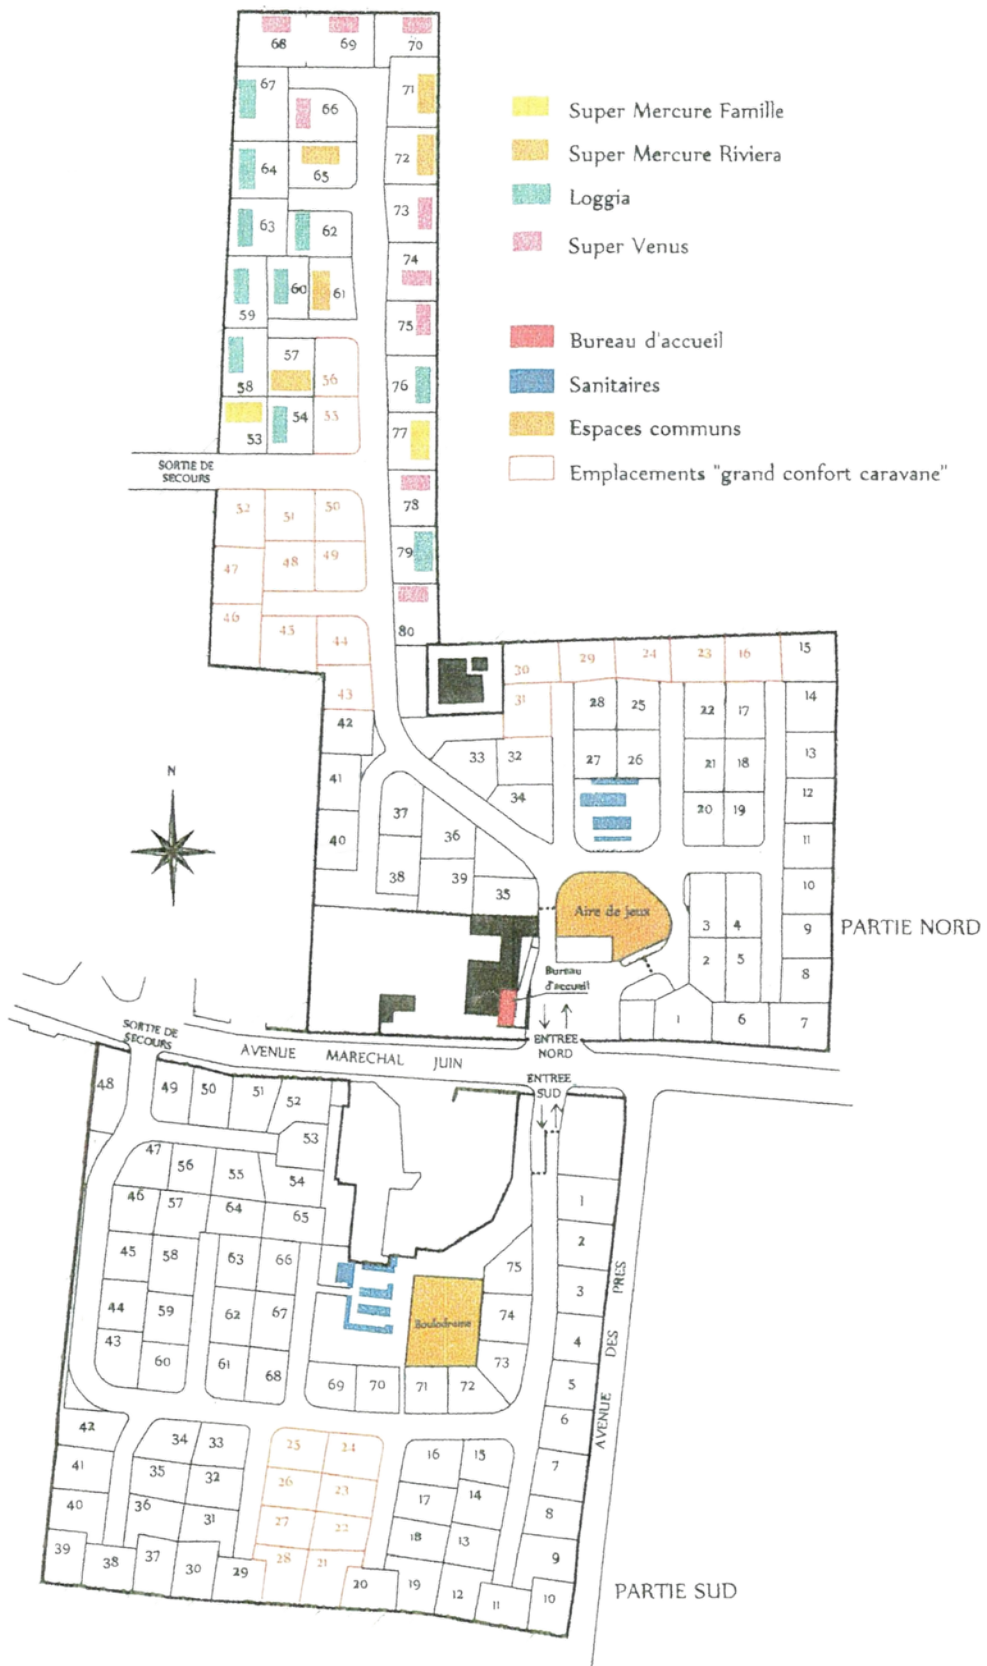 68 69 70
67 66 71
64 65 72
63 62 73
59 60 61 74
75
58 57 56 76
53 54 55 77
Super Mercure Famille
Super Mercure Riviera
Loggia
Super Venus
Bureau d'accueil
Sanitaires
Espaces communs
Emplacements "grand confort caravane"
SORTIE DE
SECOURS
52 51 50 78
47 48 49 79
46 45 44 80
43
42
41
40
30 29 24 23 16 15
31 28 25 22 17 14
33 32 27 26 21 18 13
34 20 19 12
37 36 11
38 39 35 10
3 4 9
2 5 8
1 6 7
N
Aire de jeux
PARTIE NORD
Bureau
d'accueil
ENTREE
NORD
SORTIE DE
SECOURS
AVENUE MARECHAL JUIN
ENTREE
SUD
48 49 50 51 52
53
47 56 55 54
46 57 64 65
45 58 63 66
44 59 62 67
43 60 61 68
69 70 71 72
75
74
73
Boulodrome
1
2
3
4
5
6
7
8
9
10
AVENUE DES PRES
42 34 33 25 24 16 15
41 35 32 26 23 17 14
40 36 31 27 22 18 13
39 38 37 30 29 28 21 20 19 12 11
PARTIE SUD